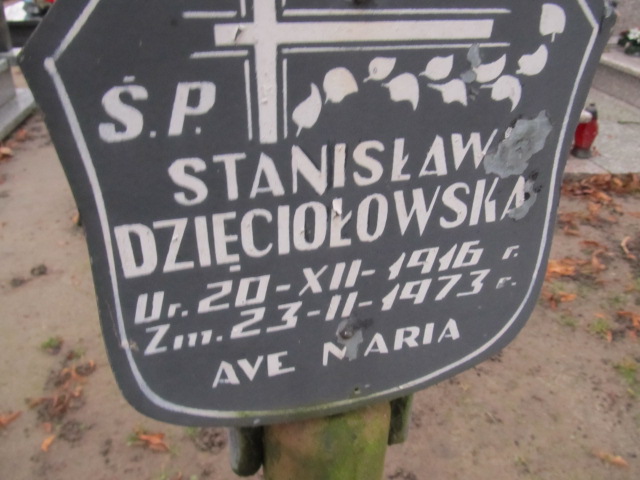 Ś.P.
STANISŁAWA
DZIĘCIOŁOWSKA
Ur. 20-XII-1916 r.
Zm. 23-II-1973 r.
AVE MARIA